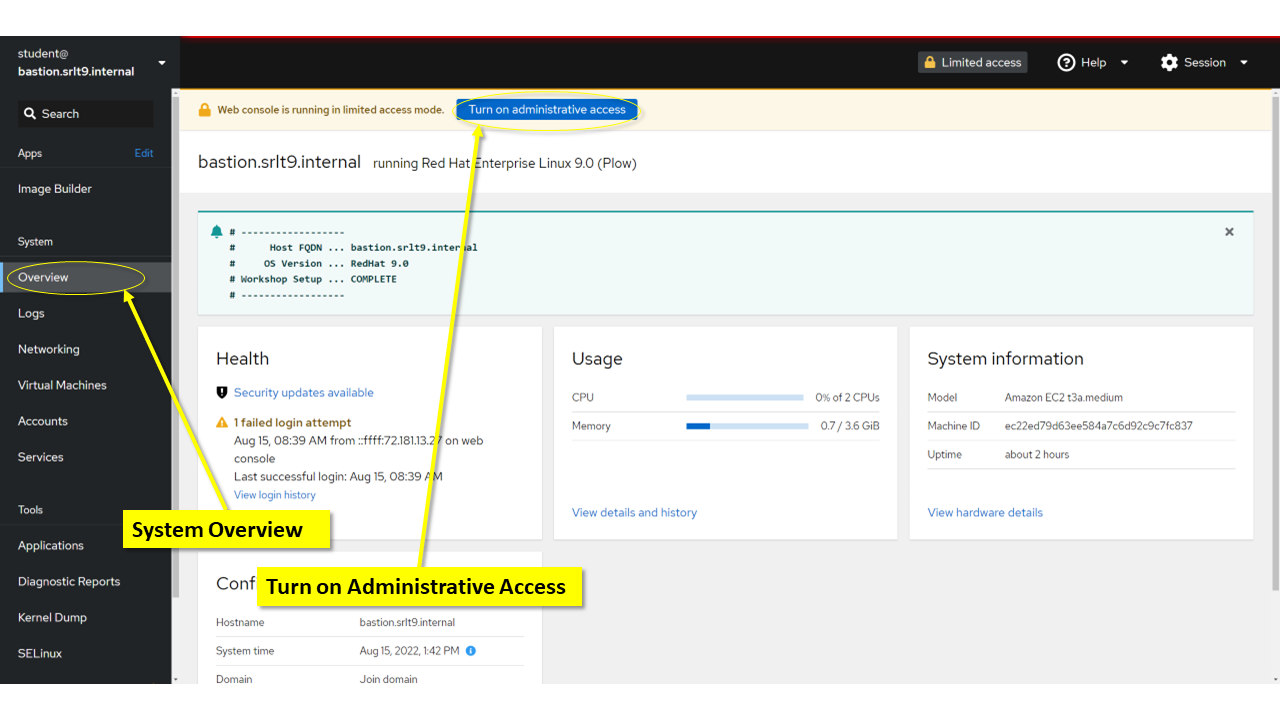 student@
bastion.srlt9.internal
Limited access
Help
Session
Search
Web console is running in limited access mode.
Turn on administrative access
Apps
Edit
bastion.srlt9.internal running Red Hat Enterprise Linux 9.0 (Plow)
Image Builder
System
Overview
Logs
Networking
Virtual Machines
Accounts
Services
Tools
Applications
Diagnostic Reports
Kernel Dump
SELinux
# ------------------
# Host FQDN ... bastion.srlt9.internal
# OS Version ... RedHat 9.0
# Workshop Setup ... COMPLETE
# ------------------
Health
Security updates available
1 failed login attempt
Aug 15, 08:39 AM from ::ffff:72.181.13.27 on web
console
Last successful login: Aug 15, 08:39 AM
View login history
Usage
CPU 0% of 2 CPUs
Memory 0.7 / 3.6 GiB
View details and history
System information
Model Amazon EC2 t3a.medium
Machine ID ec22ed79d63ee584a7c6d92c9c7fc837
Uptime about 2 hours
View hardware details
System Overview
Turn on Administrative Access
Hostname bastion.srlt9.internal
System time Aug 15, 2022, 1:42 PM
Domain Join domain